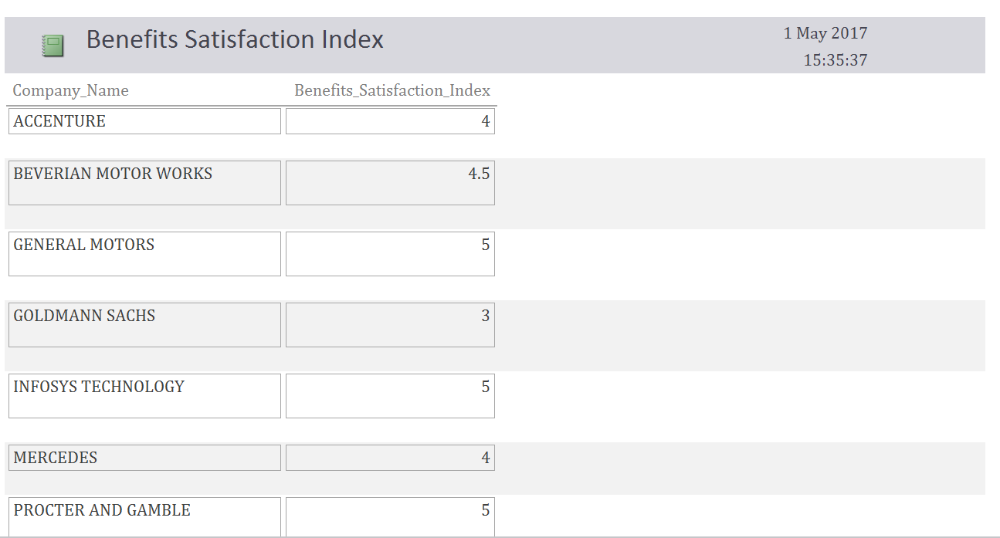 Benefits Satisfaction Index
1 May 2017
15:35:37
Company_Name Benefits_Satisfaction_Index
ACCENTURE 4
BEVERIAN MOTOR WORKS 4.5
GENERAL MOTORS 5
GOLDMANN SACHS 3
INFOSYS TECHNOLOGY 5
MERCEDES 4
PROCTER AND GAMBLE 5